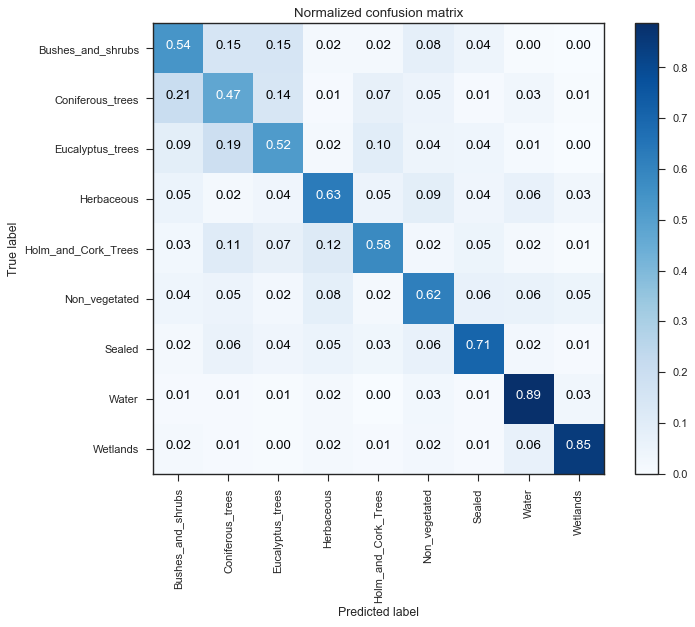 Normalized confusion matrix
True label
Bushes_and_shrubs 0.54 0.15 0.15 0.02 0.02 0.08 0.04 0.00 0.00
Coniferous_trees 0.21 0.47 0.14 0.01 0.07 0.05 0.01 0.03 0.01
Eucalyptus_trees 0.09 0.19 0.52 0.02 0.10 0.04 0.04 0.01 0.00
Herbaceous 0.05 0.02 0.04 0.63 0.05 0.09 0.04 0.06 0.03
Holm_and_Cork_Trees 0.03 0.11 0.07 0.12 0.58 0.02 0.05 0.02 0.01
Non_vegetated 0.04 0.05 0.02 0.08 0.02 0.62 0.06 0.06 0.05
Sealed 0.02 0.06 0.04 0.05 0.03 0.06 0.71 0.02 0.01
Water 0.01 0.01 0.01 0.02 0.00 0.03 0.01 0.89 0.03
Wetlands 0.02 0.01 0.00 0.02 0.01 0.02 0.01 0.06 0.85
Bushes_and_shrubs
Coniferous_trees
Eucalyptus_trees
Herbaceous
Holm_and_Cork_Trees
Non_vegetated
Sealed
Water
Wetlands
Predicted label
0.8
0.7
0.6
0.5
0.4
0.3
0.2
0.1
0.0